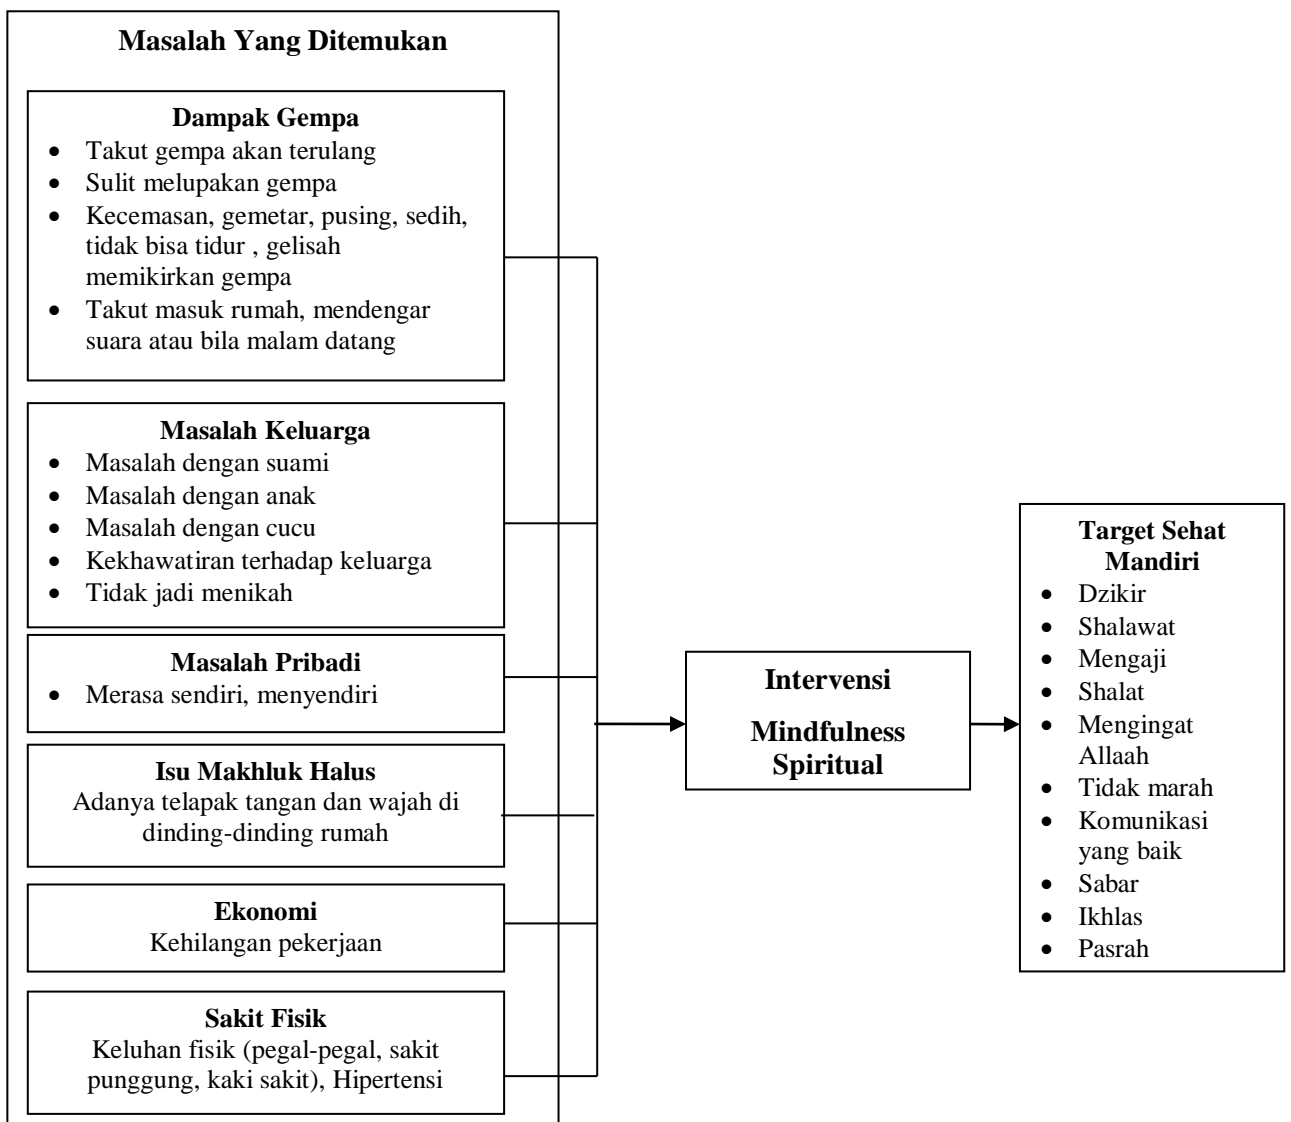 Masalah Yang Ditemukan
Dampak Gempa
• Takut gempa akan terulang
• Sulit melupakan gempa
• Kecemasan, gemetar, pusing, sedih,
tidak bisa tidur , gelisah
memikirkan gempa
• Takut masuk rumah, mendengar
suara atau bila malam datang
Masalah Keluarga
• Masalah dengan suami
• Masalah dengan anak
• Masalah dengan cucu
• Kekhawatiran terhadap keluarga
• Tidak jadi menikah
Masalah Pribadi
• Merasa sendiri, menyendiri
Isu Makhluk Halus
Adanya telapak tangan dan wajah di
dinding-dinding rumah
Ekonomi
Kehilangan pekerjaan
Sakit Fisik
Keluhan fisik (pegal-pegal, sakit
punggung, kaki sakit), Hipertensi
Intervensi
Mindfulness
Spiritual
Target Sehat
Mandiri
• Dzikir
• Shalawat
• Mengaji
• Shalat
• Mengingat
Allaah
• Tidak marah
• Komunikasi
yang baik
• Sabar
• Ikhlas
• Pasrah